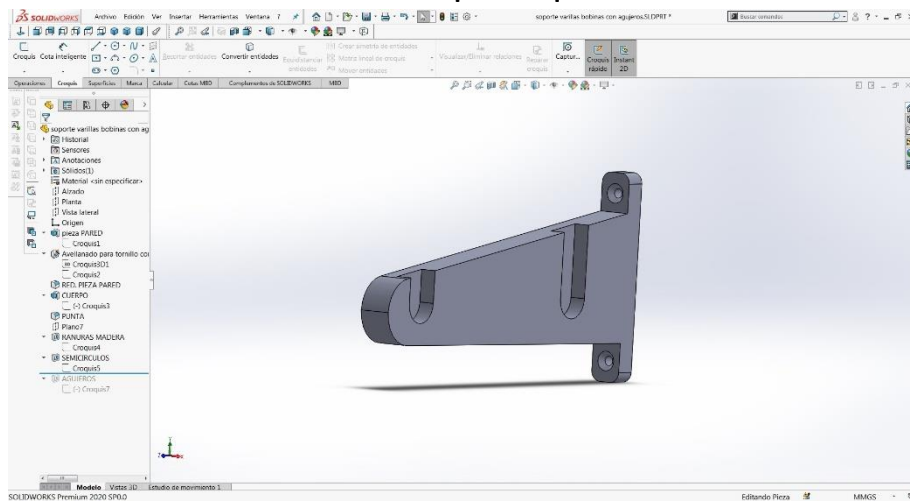 SOLIDWORKS Archivo Edición Ver Insertar Herramientas Ventana ? soporte varillas bobinas con agujeros.SLDPRT * Buscar comandos
Croquis Cota inteligente Recortar entidades Convertir entidades Equidistanciar entidades Crear simetría de entidades Visualizar/Eliminar relaciones Reparar croquis Captur... Croquis rápido Instant 2D
Matriz lineal de croquis
Mover entidades
Operaciones Croquis Superficies Marca Calcular Cotas MBD Complementos de SOLIDWORKS MBD
soporte varillas bobinas con ag
Historial
Sensores
Anotaciones
Sólidos(1)
Material <sin especificar>
Alzado
Planta
Vista lateral
Origen
pieza PARED
Croquis1
Avellanado para tornillo co
Croquis3D1
Croquis2
RED. PIEZA PARED
CUERPO
(-) Croquis3
PUNTA
Plano7
RANURAS MADERA
Croquis4
SEMICIRCULOS
Croquis5
AGUJEROS
(-) Croquis7
Modelo Vistas 3D Estudio de movimiento 1
SOLIDWORKS Premium 2020 SP0.0 Editando Pieza MMGS